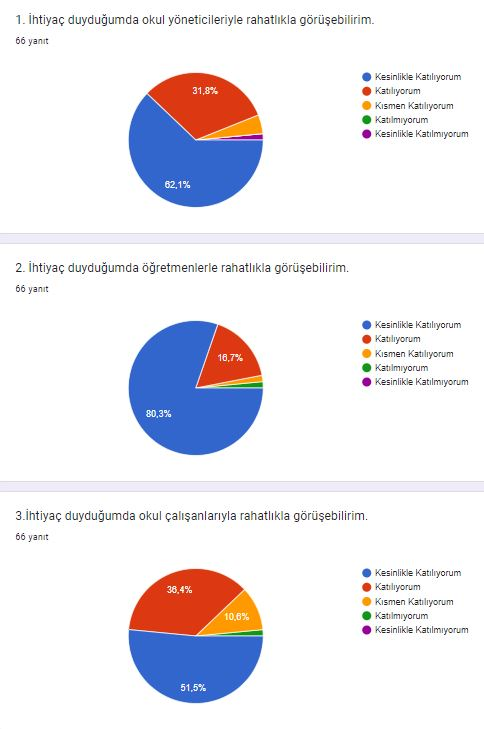 1. İhtiyaç duyduğumda okul yöneticileriyle rahatlıkla görüşebilirim.
66 yanıt
31,8%
62,1%
Kesinlikle Katılıyorum
Katılıyorum
Kısmen Katılıyorum
Katılmıyorum
Kesinlikle Katılmıyorum
2. İhtiyaç duyduğumda öğretmenlerle rahatlıkla görüşebilirim.
66 yanıt
16,7%
80,3%
Kesinlikle Katılıyorum
Katılıyorum
Kısmen Katılıyorum
Katılmıyorum
Kesinlikle Katılmıyorum
3.İhtiyaç duyduğumda okul çalışanlarıyla rahatlıkla görüşebilirim.
66 yanıt
36,4%
10,6%
51,5%
Kesinlikle Katılıyorum
Katılıyorum
Kısmen Katılıyorum
Katılmıyorum
Kesinlikle Katılmıyorum